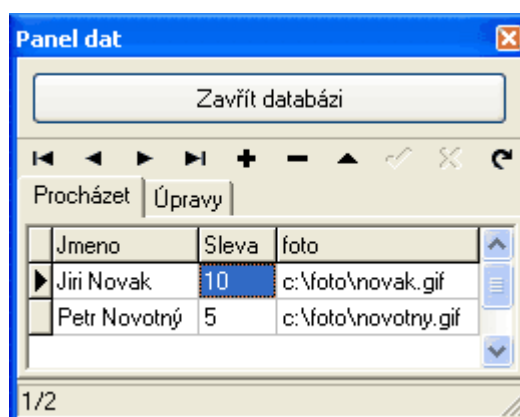 Panel dat
Zavřít databázi
Procházet Úpravy
Jmeno Sleva foto
Jiri Novak 10 c:\foto\novak.gif
Petr Novotný 5 c:\foto\novotny.gif
1/2